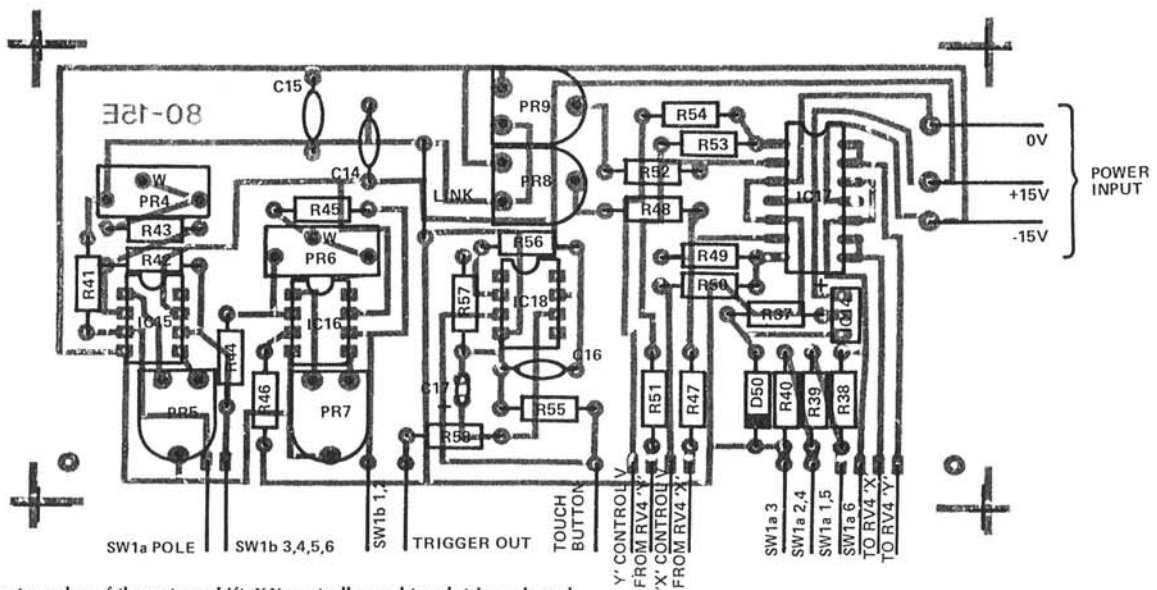 C15
80-15E
PR9
R54
R53
0V
C14
R52
IC17
POWER
INPUT
W
PR4
LINK
PR8
+15V
R43
R45
R48
-15V
R42
W
PR6
R56
R49
R41
R57
IC18
R50
+
IC15
IC16
R37
R44
C16
C17
+
R46
PR5
PR7
R55
R58
R51
R47
D50
R40
R39
R38
SW1a POLE
SW1b 3,4,5,6
SW1b 1,2
TRIGGER OUT
TOUCH
BUTTON
Y' CONTROL V
FROM RV4 'Y'
'X' CONTROL V
FROM RV4 'X'
SW1a 3
SW1a 2,4
SW1a 1,5
SW1a 6
TO RV4 'X'
TO RV4 'Y'